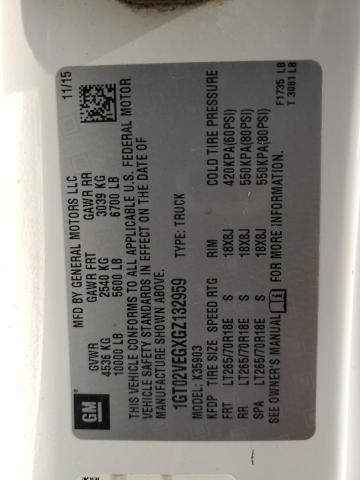 GM
MFD BY GENERAL MOTORS LLC
11/15
GVWR GAWR FRT GAWR RR
4536 KG 2540 KG 3039 KG
10000 LB 5600 LB 6700 LB
THIS VEHICLE CONFORMS TO ALL APPLICABLE U.S. FEDERAL MOTOR
VEHICLE SAFETY STANDARDS IN EFFECT ON THE DATE OF
MANUFACTURE SHOWN ABOVE.
1GT02VEGXGZ132959 TYPE: TRUCK
MODEL: K35903
KFDP TIRE SIZE SPEED RTG RIM COLD TIRE PRESSURE
FRT LT265/70R18E S 18X8J 420KPA(60PSI)
RR LT265/70R18E S 18X8J 550KPA(80PSI)
SPA LT265/70R18E S 18X8J 550KPA(80PSI)
SEE OWNER'S MANUAL FOR MORE INFORMATION.
F1735 LB
T 3081 LB